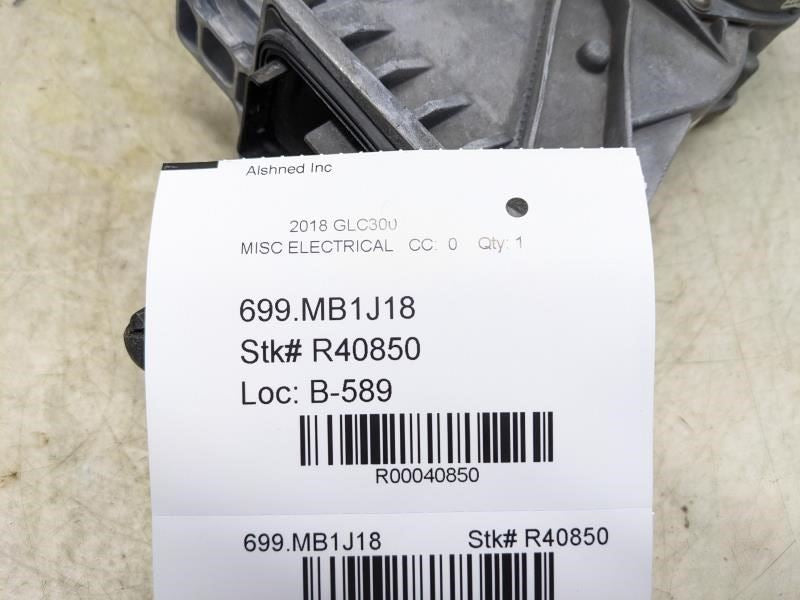 Alshned Inc
2018 GLC300
MISC ELECTRICAL CC: 0 Qty: 1
699.MB1J18
Stk# R40850
Loc: B-589
R00040850
699.MB1J18 Stk# R40850